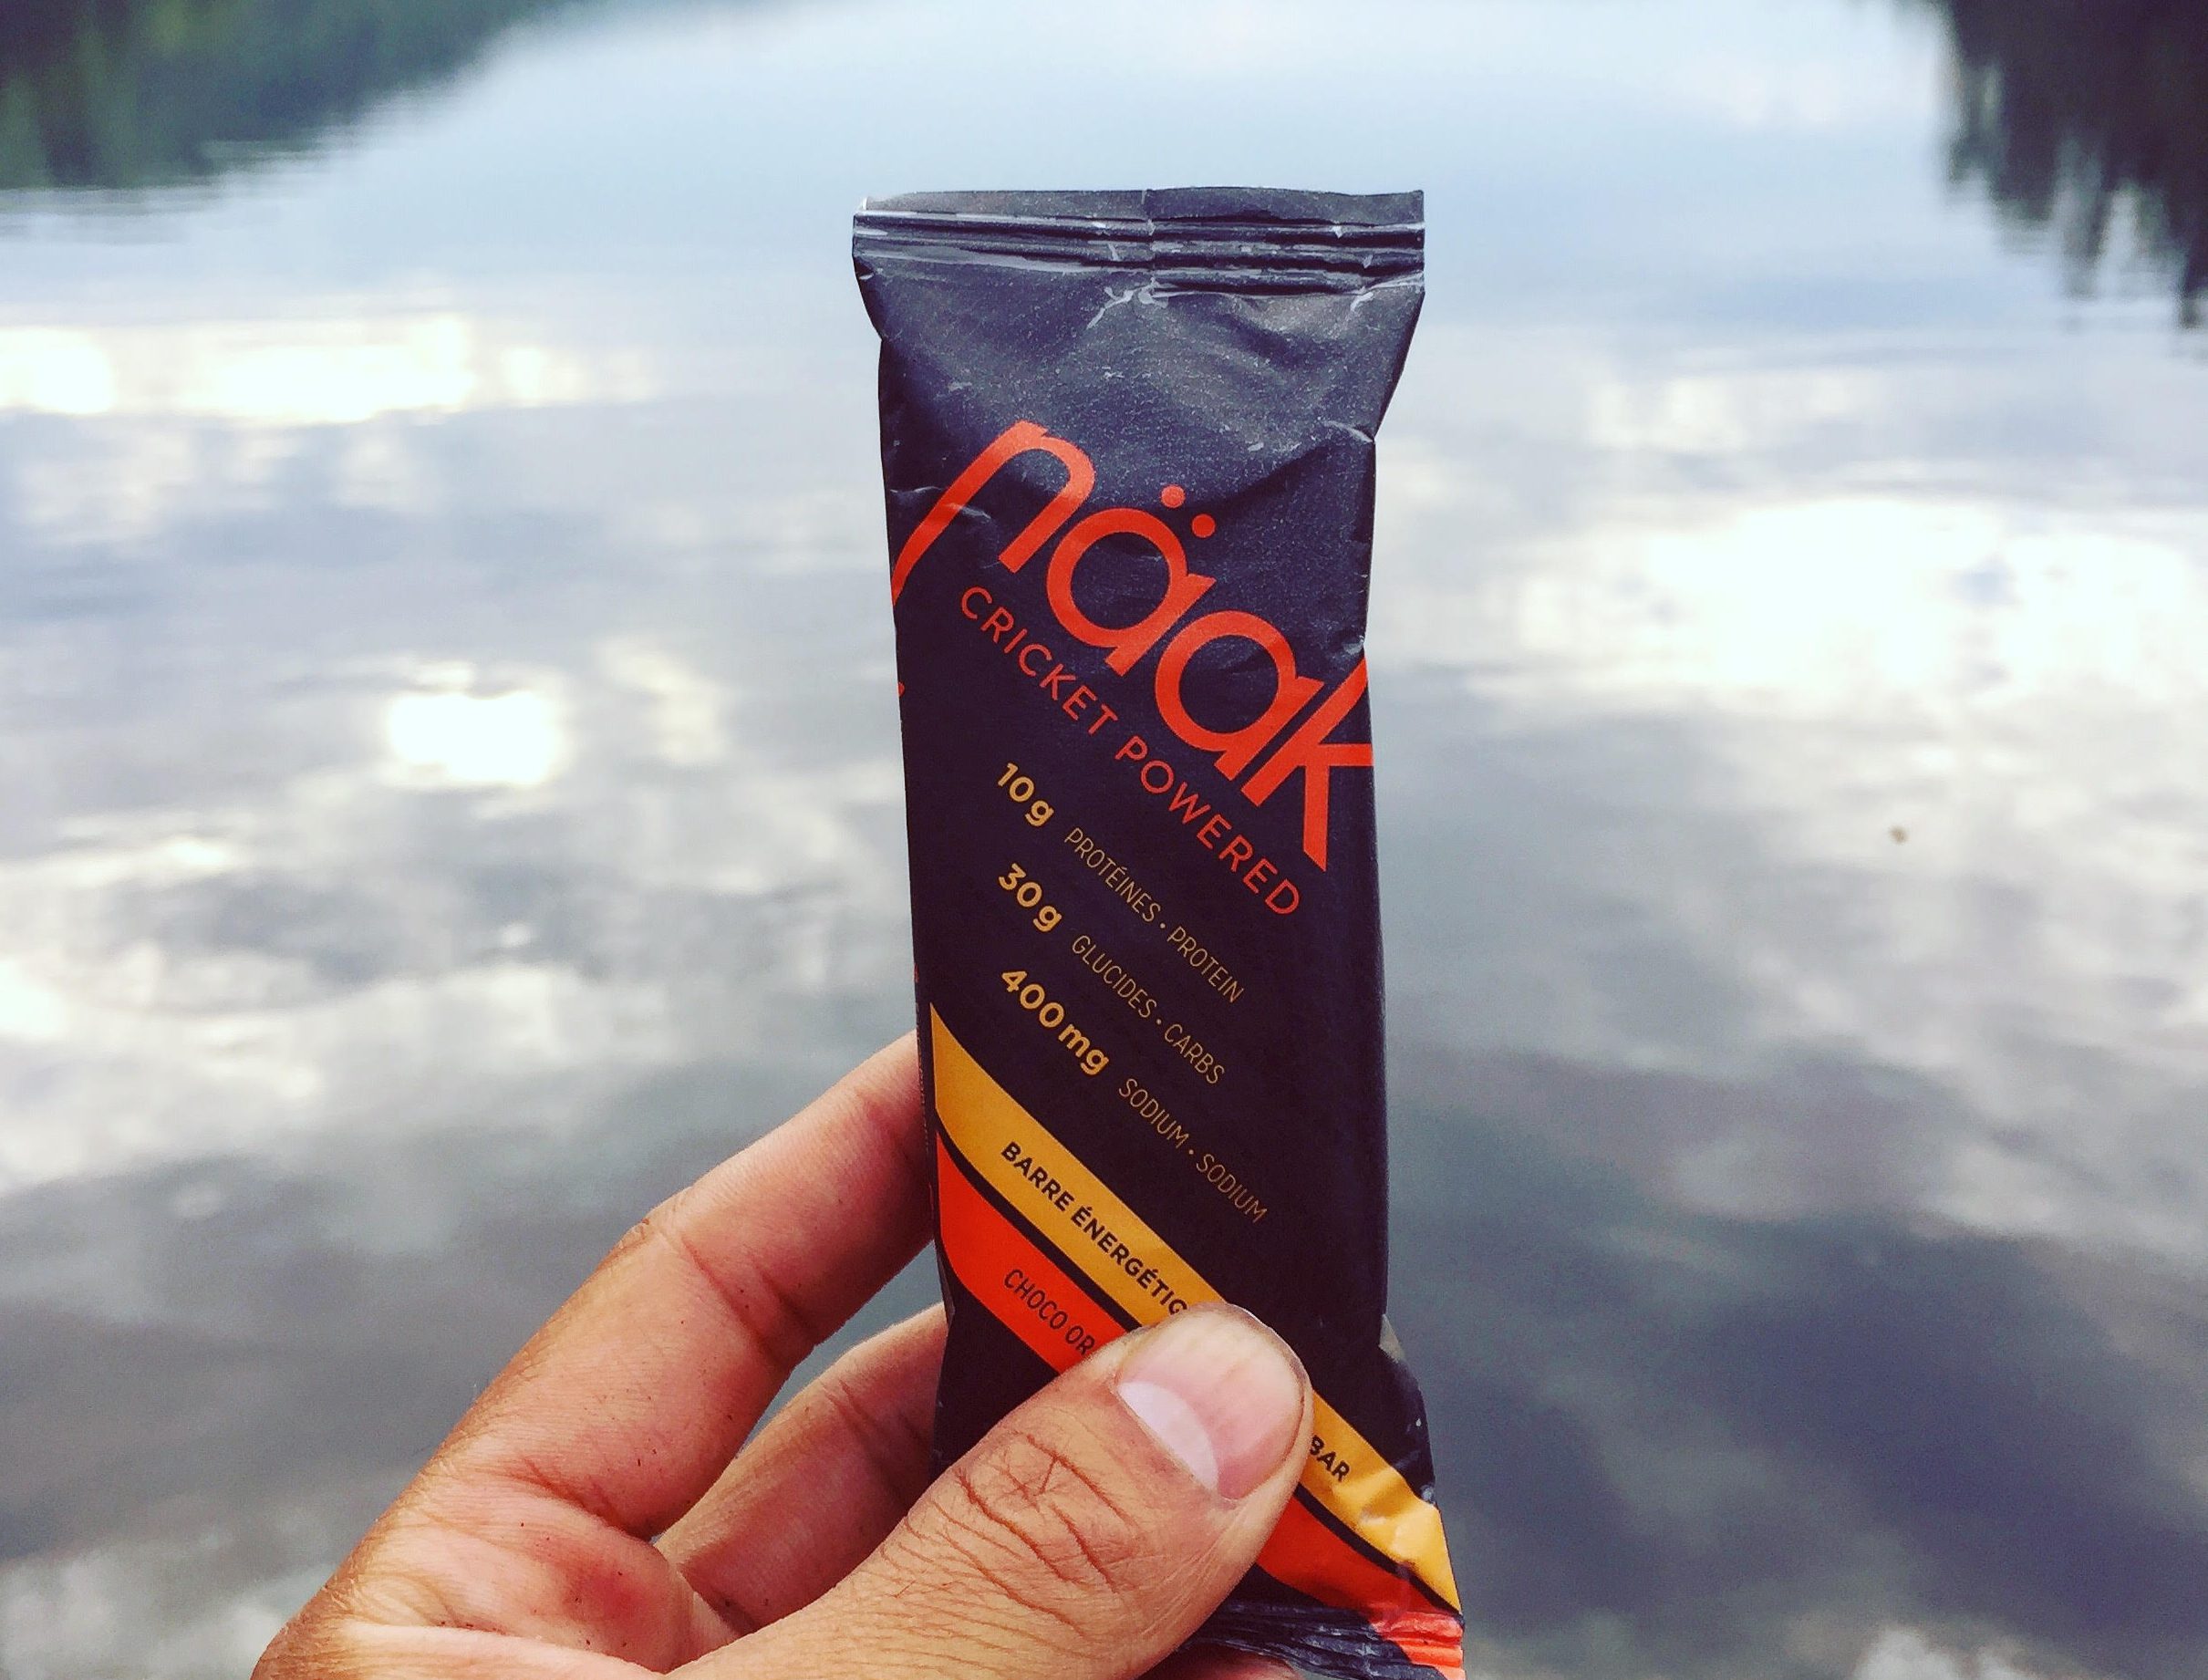 näak
CRICKET POWERED
10g PROTÉINES • PROTEIN
30g GLUCIDES • CARBS
400mg SODIUM • SODIUM
BARRE ÉNERGÉTIQ BAR
CHOCO OR